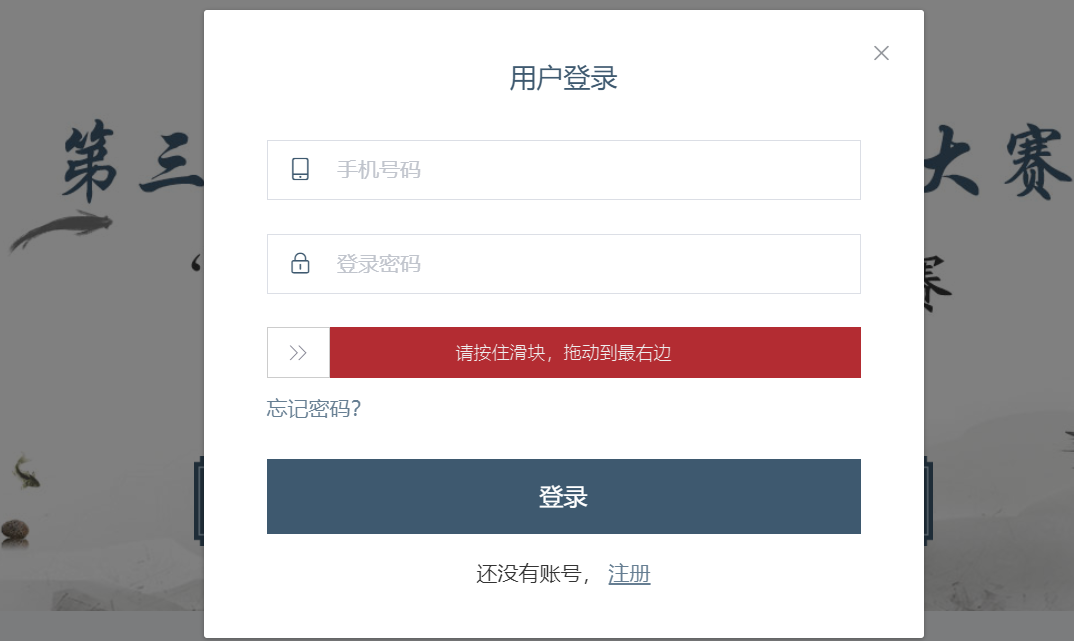 用户登录
第三
大赛
手机号码
登录密码
赛
请按住滑块，拖动到最右边
忘记密码?
登录
还没有账号， 注册